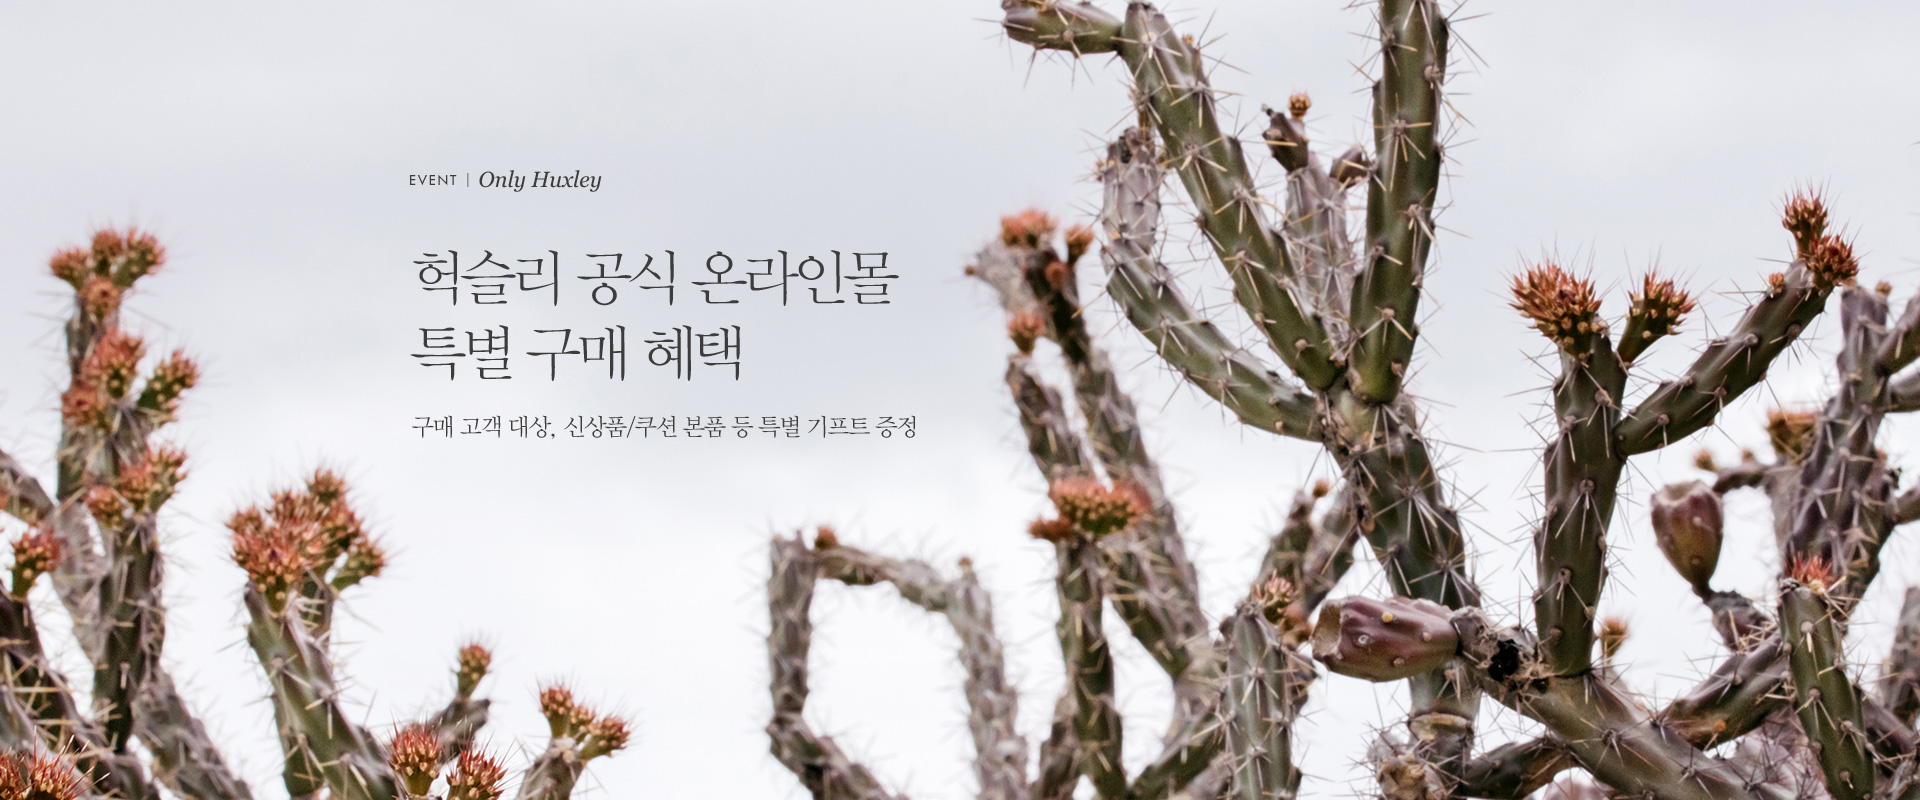 EVENT | Only Huxley
헉슬리 공식 온라인몰
특별 구매 혜택
구매 고객 대상, 신상품/쿠션 본품 등 특별 기프트 증정